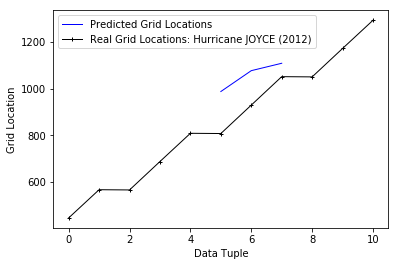 Predicted Grid Locations
Real Grid Locations: Hurricane JOYCE (2012)
1200
1000
800
600
Grid Location
0 2 4 6 8 10
Data Tuple